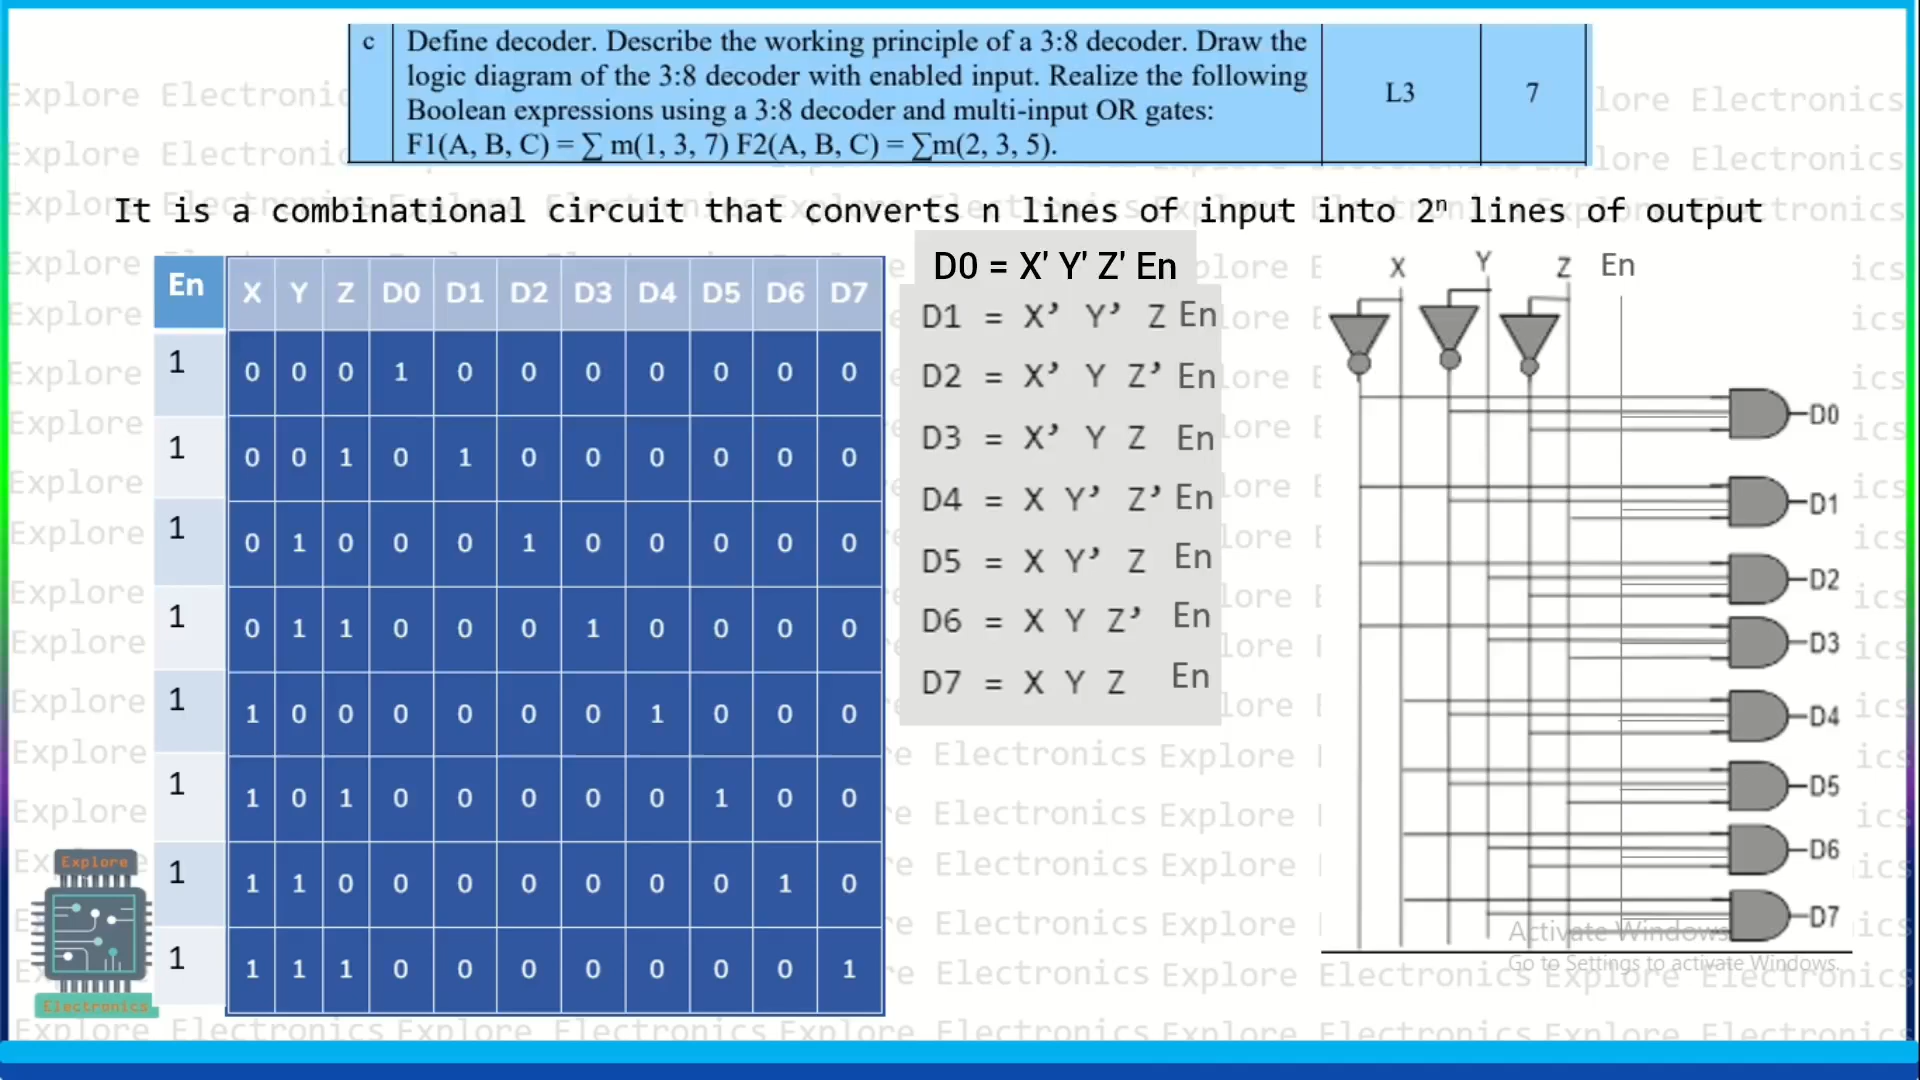 c Define decoder. Describe the working principle of a 3:8 decoder. Draw the
logic diagram of the 3:8 decoder with enabled input. Realize the following
Boolean expressions using a 3:8 decoder and multi-input OR gates:
F1(A, B, C) = ∑ m(1, 3, 7) F2(A, B, C) = ∑m(2, 3, 5).
L3
7
It is a combinational circuit that converts n lines of input into 2ⁿ lines of output
En X Y Z D0 D1 D2 D3 D4 D5 D6 D7
1 0 0 0 1 0 0 0 0 0 0 0
1 0 0 1 0 1 0 0 0 0 0 0
1 0 1 0 0 0 1 0 0 0 0 0
1 0 1 1 0 0 0 1 0 0 0 0
1 1 0 0 0 0 0 0 1 0 0 0
1 1 0 1 0 0 0 0 0 1 0 0
1 1 1 0 0 0 0 0 0 0 1 0
1 1 1 1 0 0 0 0 0 0 0 1
D0 = X' Y' Z' En
D1 = X’ Y’ Z En
D2 = X’ Y Z’ En
D3 = X’ Y Z En
D4 = X Y’ Z’ En
D5 = X Y’ Z En
D6 = X Y Z’ En
D7 = X Y Z En
X Y Z En
D0
D1
D2
D3
D4
D5
D6
D7
Activate Windows
Go to Settings to activate Windows.
Explore
Electronics